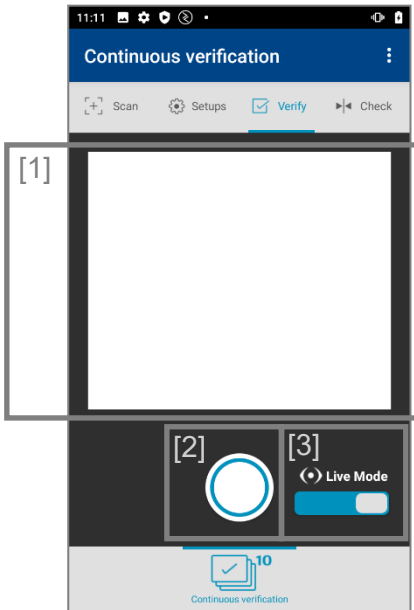 11:11
Continuous verification
Scan Setups Verify Check
[1]
[2] [3]
Live Mode
10
Continuous verification